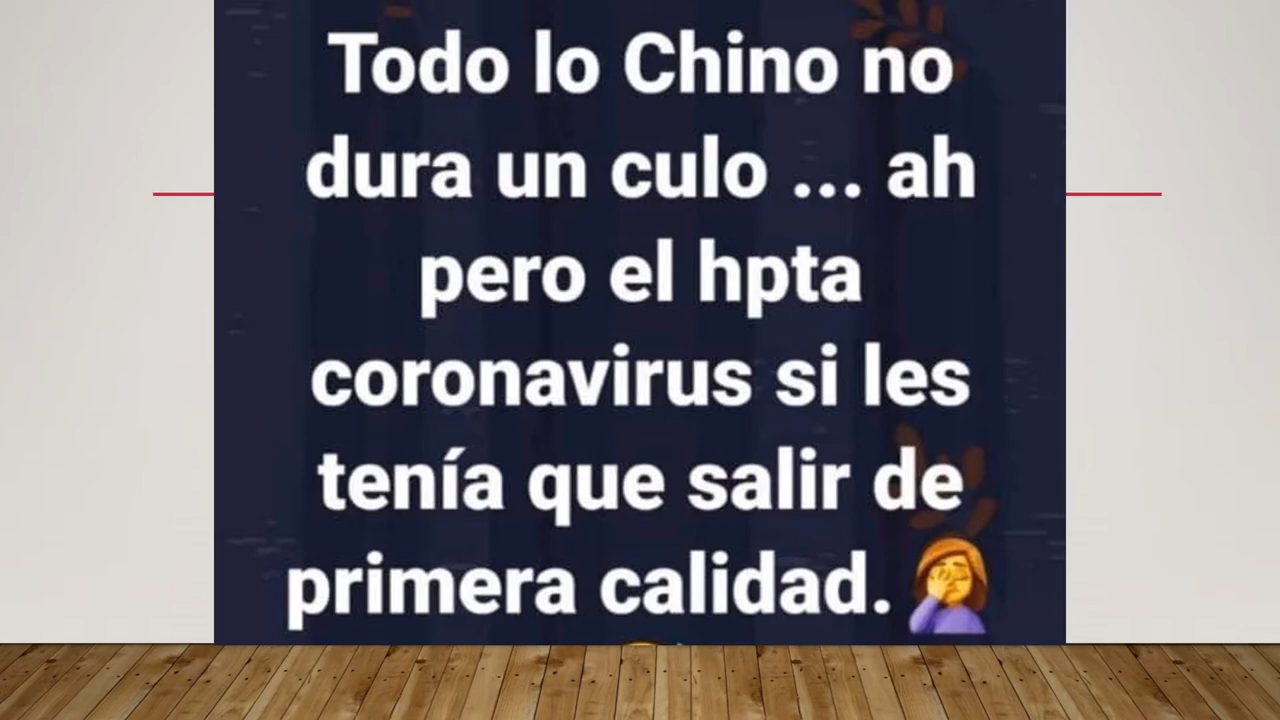 Todo lo Chino no
dura un culo ... ah
pero el hpta
coronavirus si les
tenía que salir de
primera calidad. 🤦‍♀️